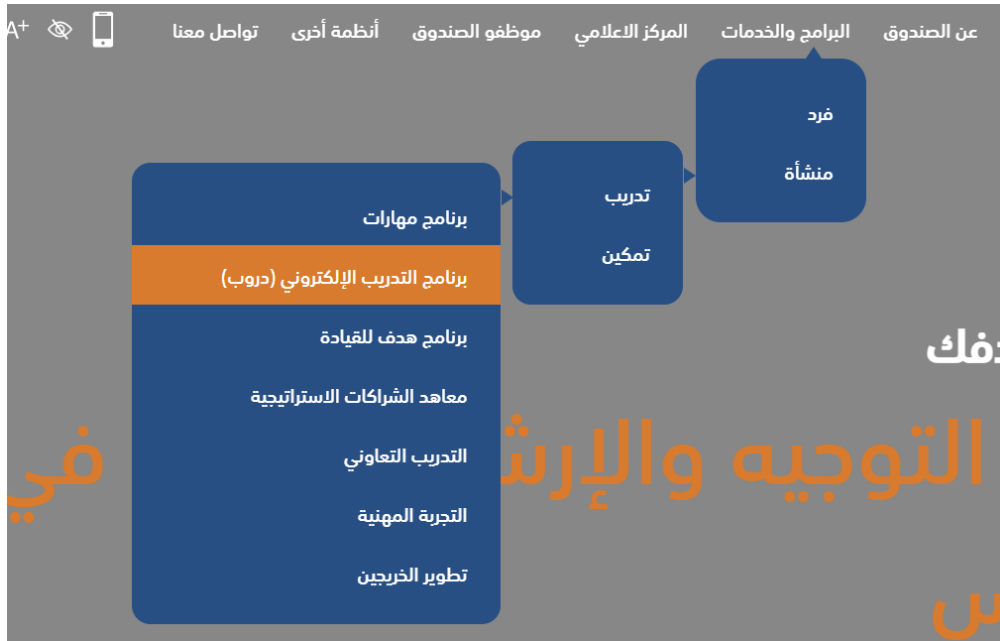 عن الصندوق
البرامج والخدمات
المركز الاعلامي
موظفو الصندوق
أنظمة أخرى
تواصل معنا
A+
فرد
منشأة
تدريب
تمكين
برنامج مهارات
برنامج التدريب الإلكتروني (دروب)
برنامج هدف للقيادة
معاهد الشراكات الاستراتيجية
التدريب التعاوني
التجربة المهنية
تطوير الخريجين
التوجيه في